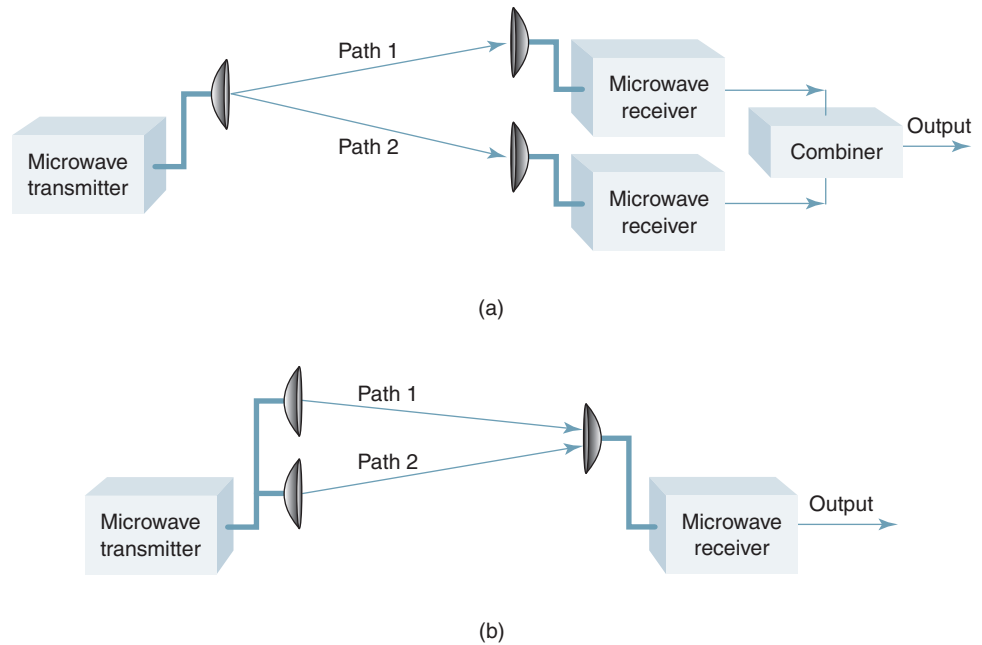 Path 1
Microwave
receiver
Path 2
Microwave
transmitter
Combiner
Output
Microwave
receiver
(a)
Path 1
Path 2
Microwave
transmitter
Microwave
receiver
Output
(b)